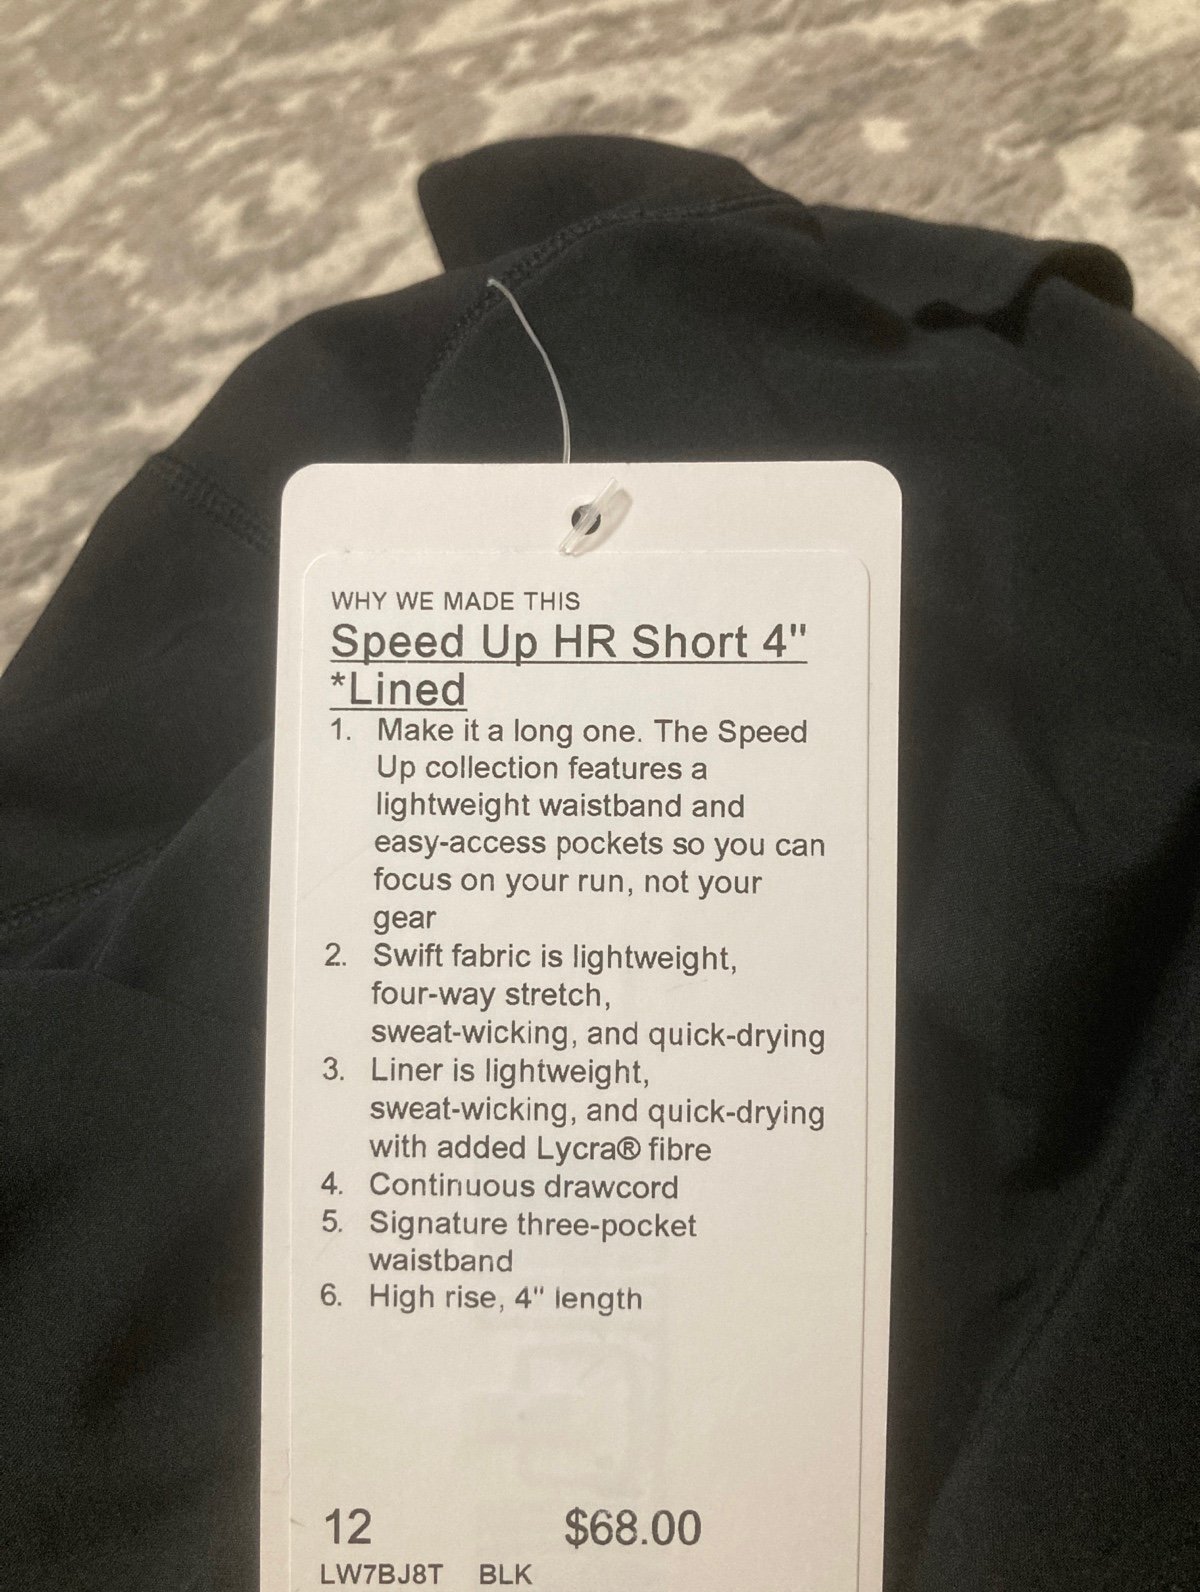 WHY WE MADE THIS
Speed Up HR Short 4"
*Lined
1. Make it a long one. The Speed
Up collection features a
lightweight waistband and
easy-access pockets so you can
focus on your run, not your
gear
2. Swift fabric is lightweight,
four-way stretch,
sweat-wicking, and quick-drying
3. Liner is lightweight,
sweat-wicking, and quick-drying
with added Lycra® fibre
4. Continuous drawcord
5. Signature three-pocket
waistband
6. High rise, 4" length
12 $68.00
LW7BJ8T BLK